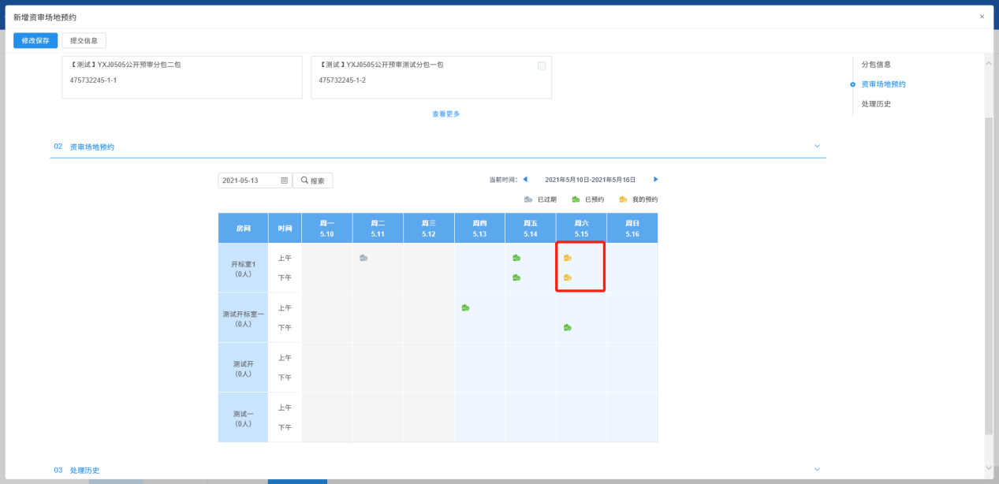 新增资审场地预约
×
修改保存
提交信息
【测试】YXJ0505公开预审分包二包
475732245-1-1
【测试】YXJ0505公开预审测试分包一包
475732245-1-2
查看更多
分包信息
资审场地预约
处理历史
02 资审场地预约
2021-05-13
搜索
当前时间: 2021年5月10日-2021年5月16日
已过期 已预约 我的预约
房间 时间 周一 周二 周三 周四 周五 周六 周日
5.10 5.11 5.12 5.13 5.14 5.15 5.16
开标室1
(0人)
上午
下午
测试开标室一
(0人)
上午
下午
测试开
(0人)
上午
下午
测试一
(0人)
上午
下午
03 处理历史